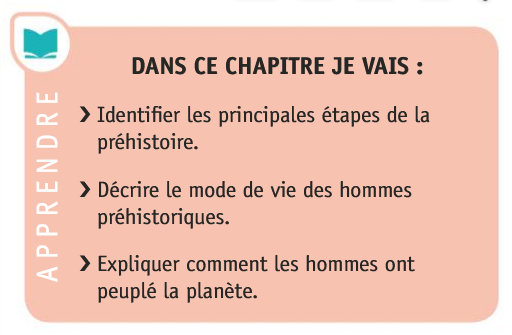 DANS CE CHAPITRE JE VAIS :
❯ Identifier les principales étapes de la
préhistoire.
❯ Décrire le mode de vie des hommes
préhistoriques.
❯ Expliquer comment les hommes ont
peuplé la planète.
APPRENDRE